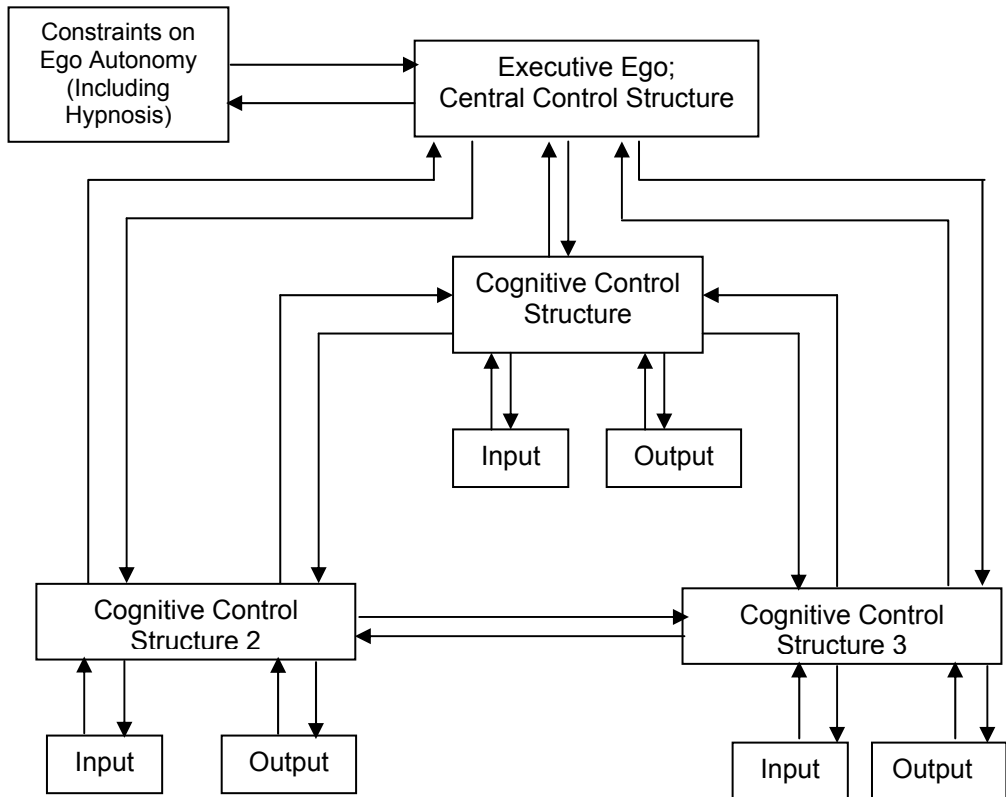 Constraints on
Ego Autonomy
(Including
Hypnosis)
Executive Ego;
Central Control Structure
Cognitive Control
Structure
Input
Output
Cognitive Control
Structure 2
Cognitive Control
Structure 3
Input
Output
Input
Output